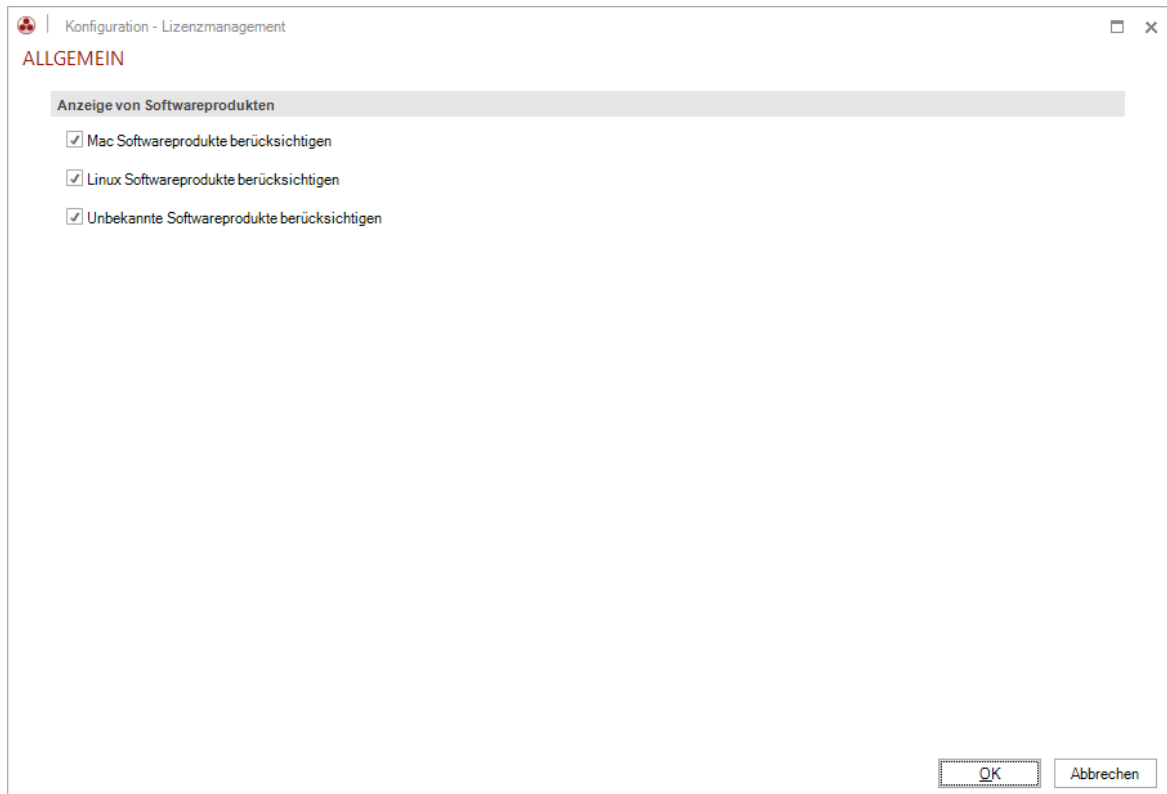 Konfiguration - Lizenzmanagement
ALLGEMEIN
Anzeige von Softwareprodukten
Mac Softwareprodukte berücksichtigen
Linux Softwareprodukte berücksichtigen
Unbekannte Softwareprodukte berücksichtigen
OK Abbrechen